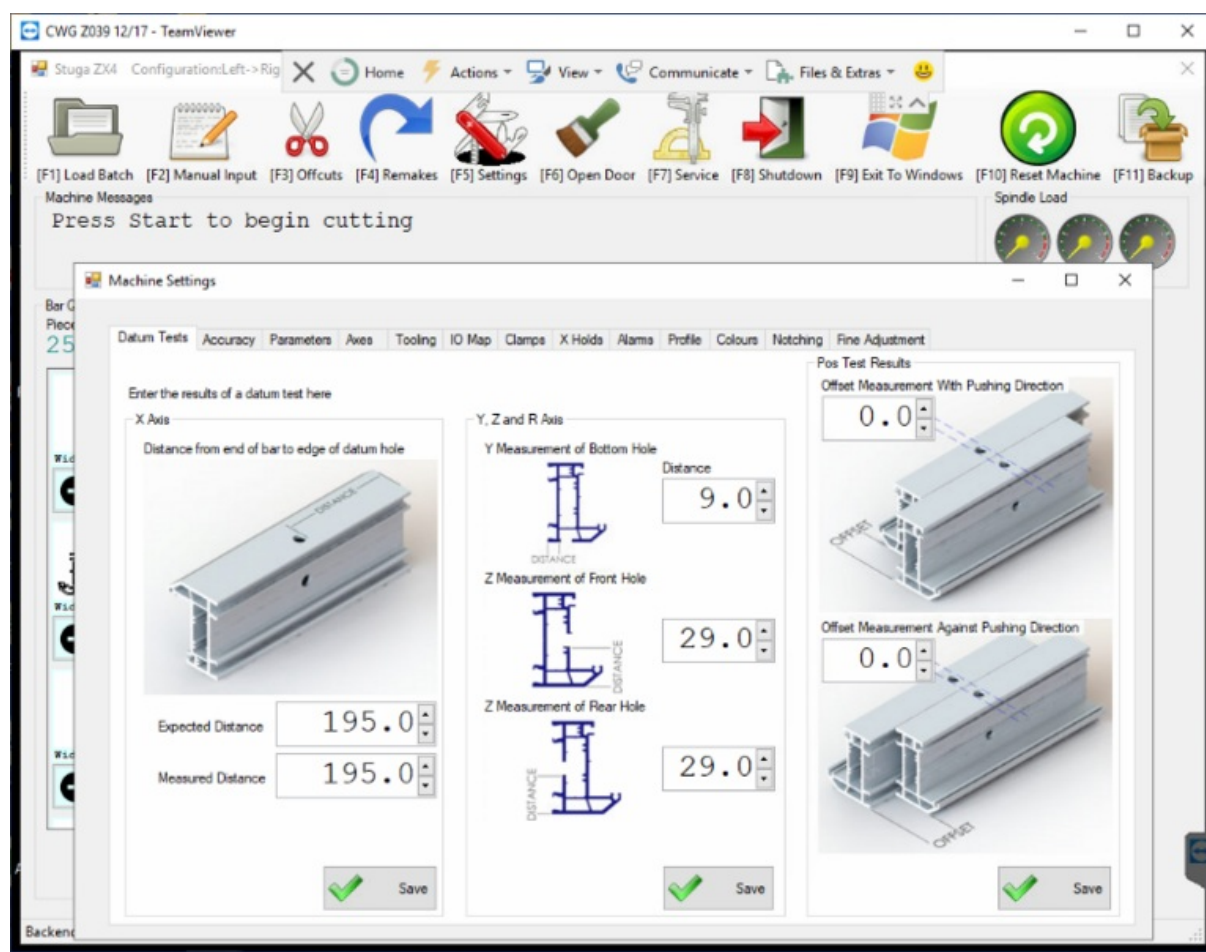 CWG Z039 12/17 - TeamViewer
Stuga ZX4 Configuration:Left->Rig
Home Actions View Communicate Files & Extras
[F1] Load Batch [F2] Manual Input [F3] Offcuts [F4] Remakes [F5] Settings [F6] Open Door [F7] Service [F8] Shutdown [F9] Exit To Windows [F10] Reset Machine [F11] Backup
Machine Messages
Press Start to begin cutting
Spindle Load
Machine Settings
Bar
Piece
25
Datum Tests Accuracy Parameters Axes Tooling IO Map Clamps X Holds Alarms Profile Colours Notching Fine Adjustment
Enter the results of a datum test here
X Axis
Distance from end of bar to edge of datum hole
DISTANCE
Expected Distance 195.0
Measured Distance 195.0
Save
Y, Z and R Axis
Y Measurement of Bottom Hole
Distance
9.0
DISTANCE
Z Measurement of Front Hole
29.0
DISTANCE
Z Measurement of Rear Hole
29.0
DISTANCE
Save
Pos Test Results
Offset Measurement With Pushing Direction
0.0
OFFSET
Offset Measurement Against Pushing Direction
0.0
OFFSET
Save
Wid
Wid
Wid
Backend